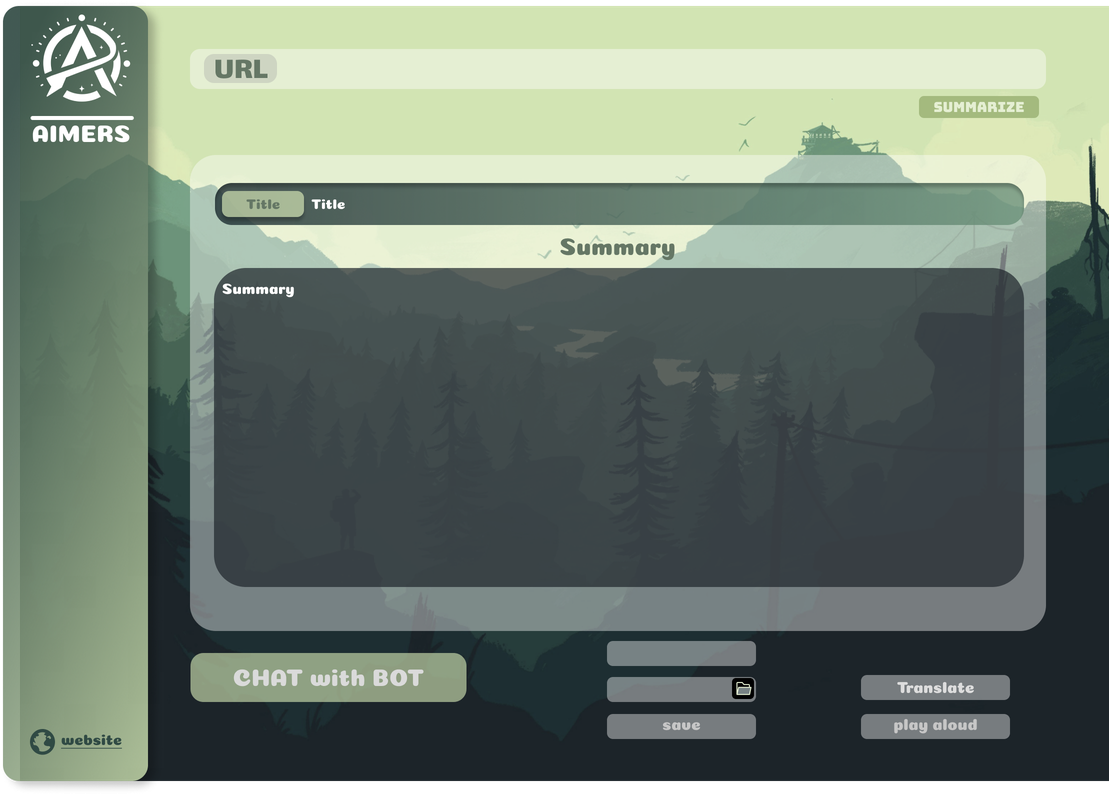 AIMERS
URL
SUMMARIZE
Title Title
Summary
Summary
CHAT with BOT
Translate
save
play aloud
website